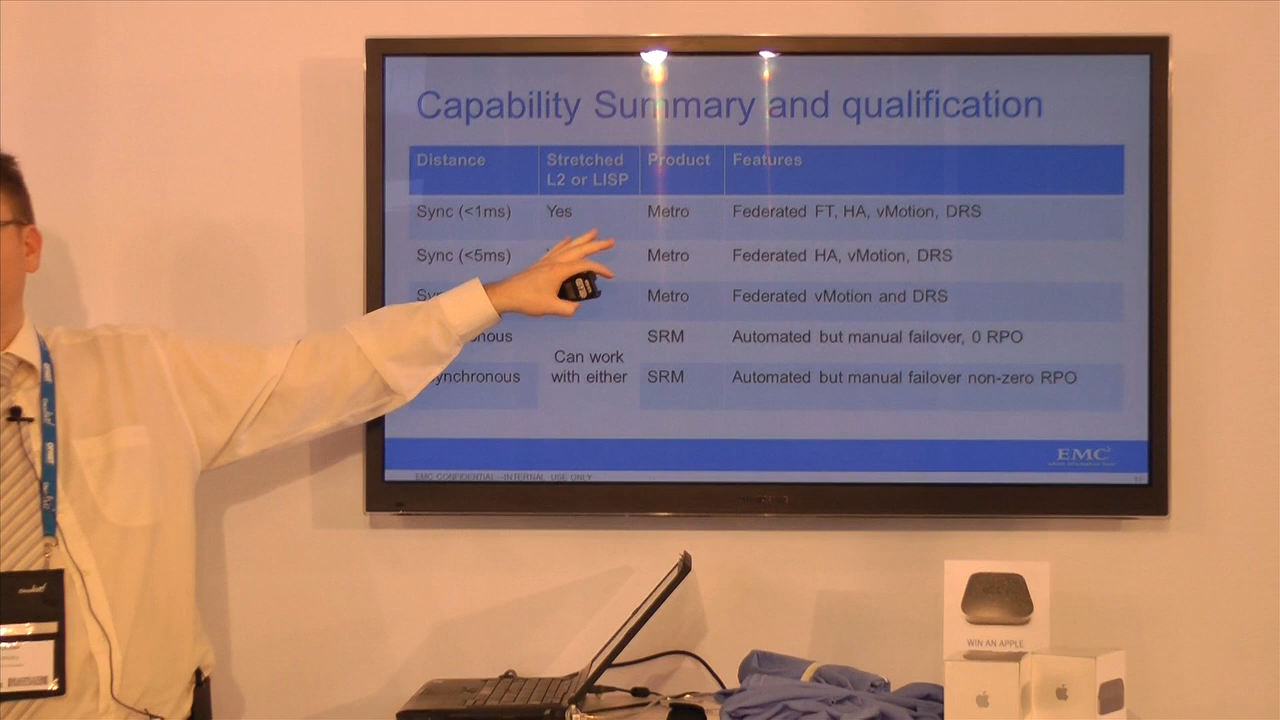 Capability Summary and qualification
Distance
Stretched
L2 or LISP
Product
Features
Sync (<1ms)
Yes
Metro
Federated FT, HA, vMotion, DRS
Sync (<5ms)
Metro
Federated HA, vMotion, DRS
Metro
Federated vMotion and DRS
SRM
Automated but manual failover, 0 RPO
Can work
with either
SRM
Automated but manual failover non-zero RPO
EMC²
EMC CONFIDENTIAL—INTERNAL USE ONLY
WIN AN APPLE